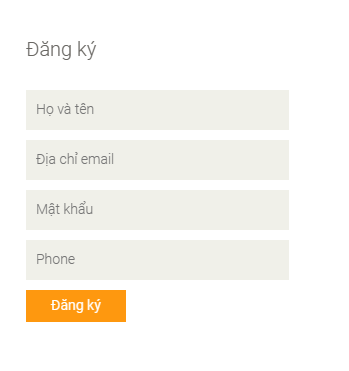 Đăng ký
Họ và tên
Địa chỉ email
Mật khẩu
Phone
Đăng ký